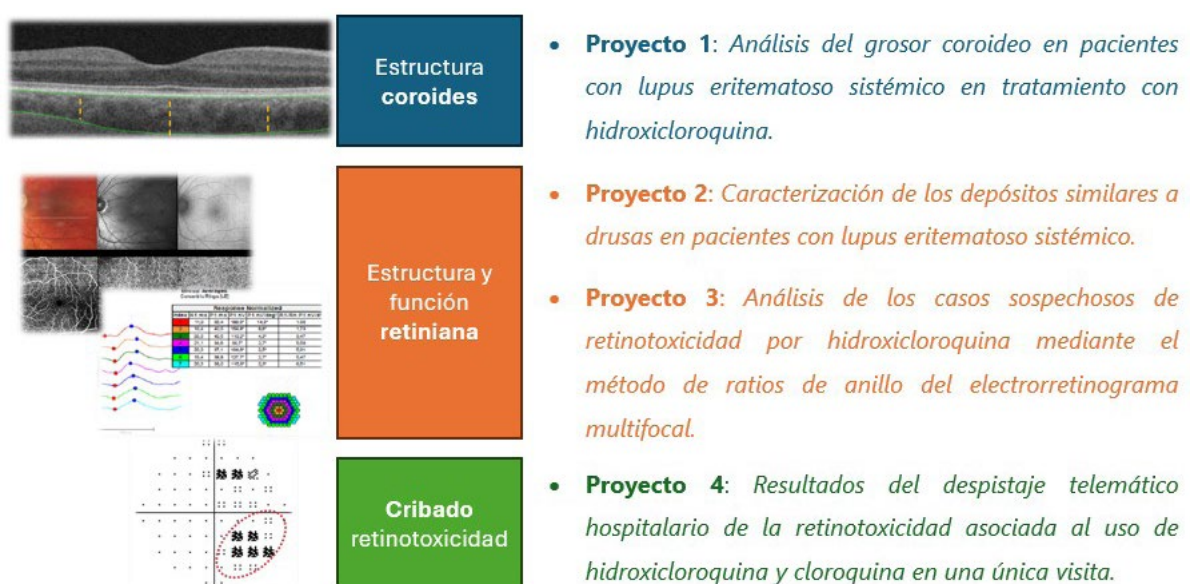 Estructura
coroides
• Proyecto 1: Análisis del grosor coroideo en pacientes
con lupus eritematoso sistémico en tratamiento con
hidroxicloroquina.
Estructura y
función
retiniana
• Proyecto 2: Caracterización de los depósitos similares a
drusas en pacientes con lupus eritematoso sistémico.
• Proyecto 3: Análisis de los casos sospechosos de
retinotoxicidad por hidroxicloroquina mediante el
método de ratios de anillo del electrorretinograma
multifocal.
Response Normalized
Cribado
retinotoxicidad
• Proyecto 4: Resultados del despistaje telemático
hospitalario de la retinotoxicidad asociada al uso de
hidroxicloroquina y cloroquina en una única visita.